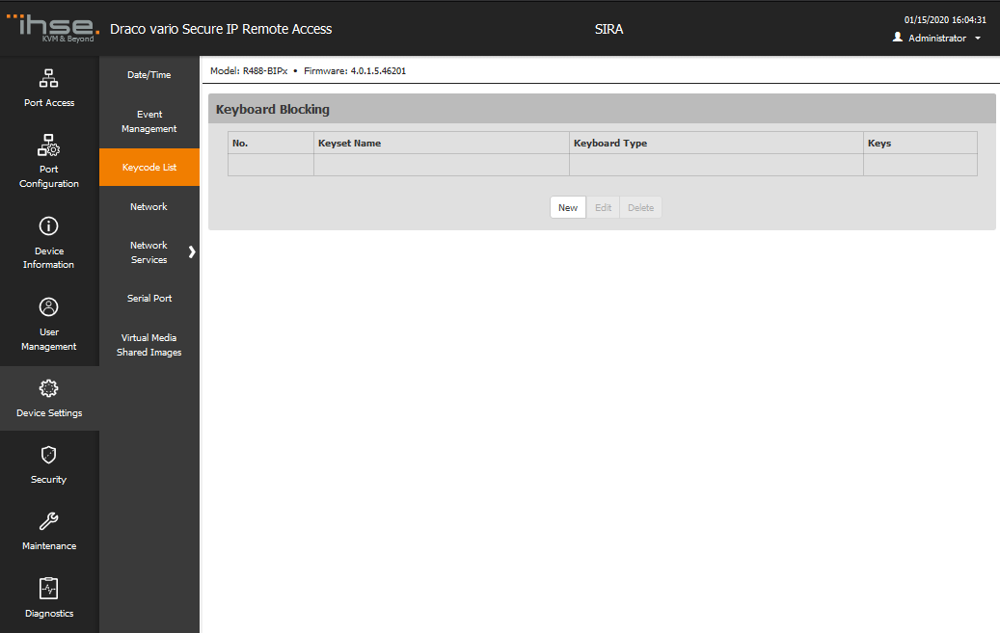 ihse.
KVM & Beyond
Draco vario Secure IP Remote Access
SIRA
01/15/2020 16:04:31
Administrator
Port Access
Port
Configuration
Device
Information
User
Management
Device Settings
Security
Maintenance
Diagnostics
Date/Time
Event
Management
Keycode List
Network
Network
Services
Serial Port
Virtual Media
Shared Images
Model: R488-BIPx • Firmware: 4.0.1.5.46201
Keyboard Blocking
No. Keyset Name Keyboard Type Keys
New Edit Delete